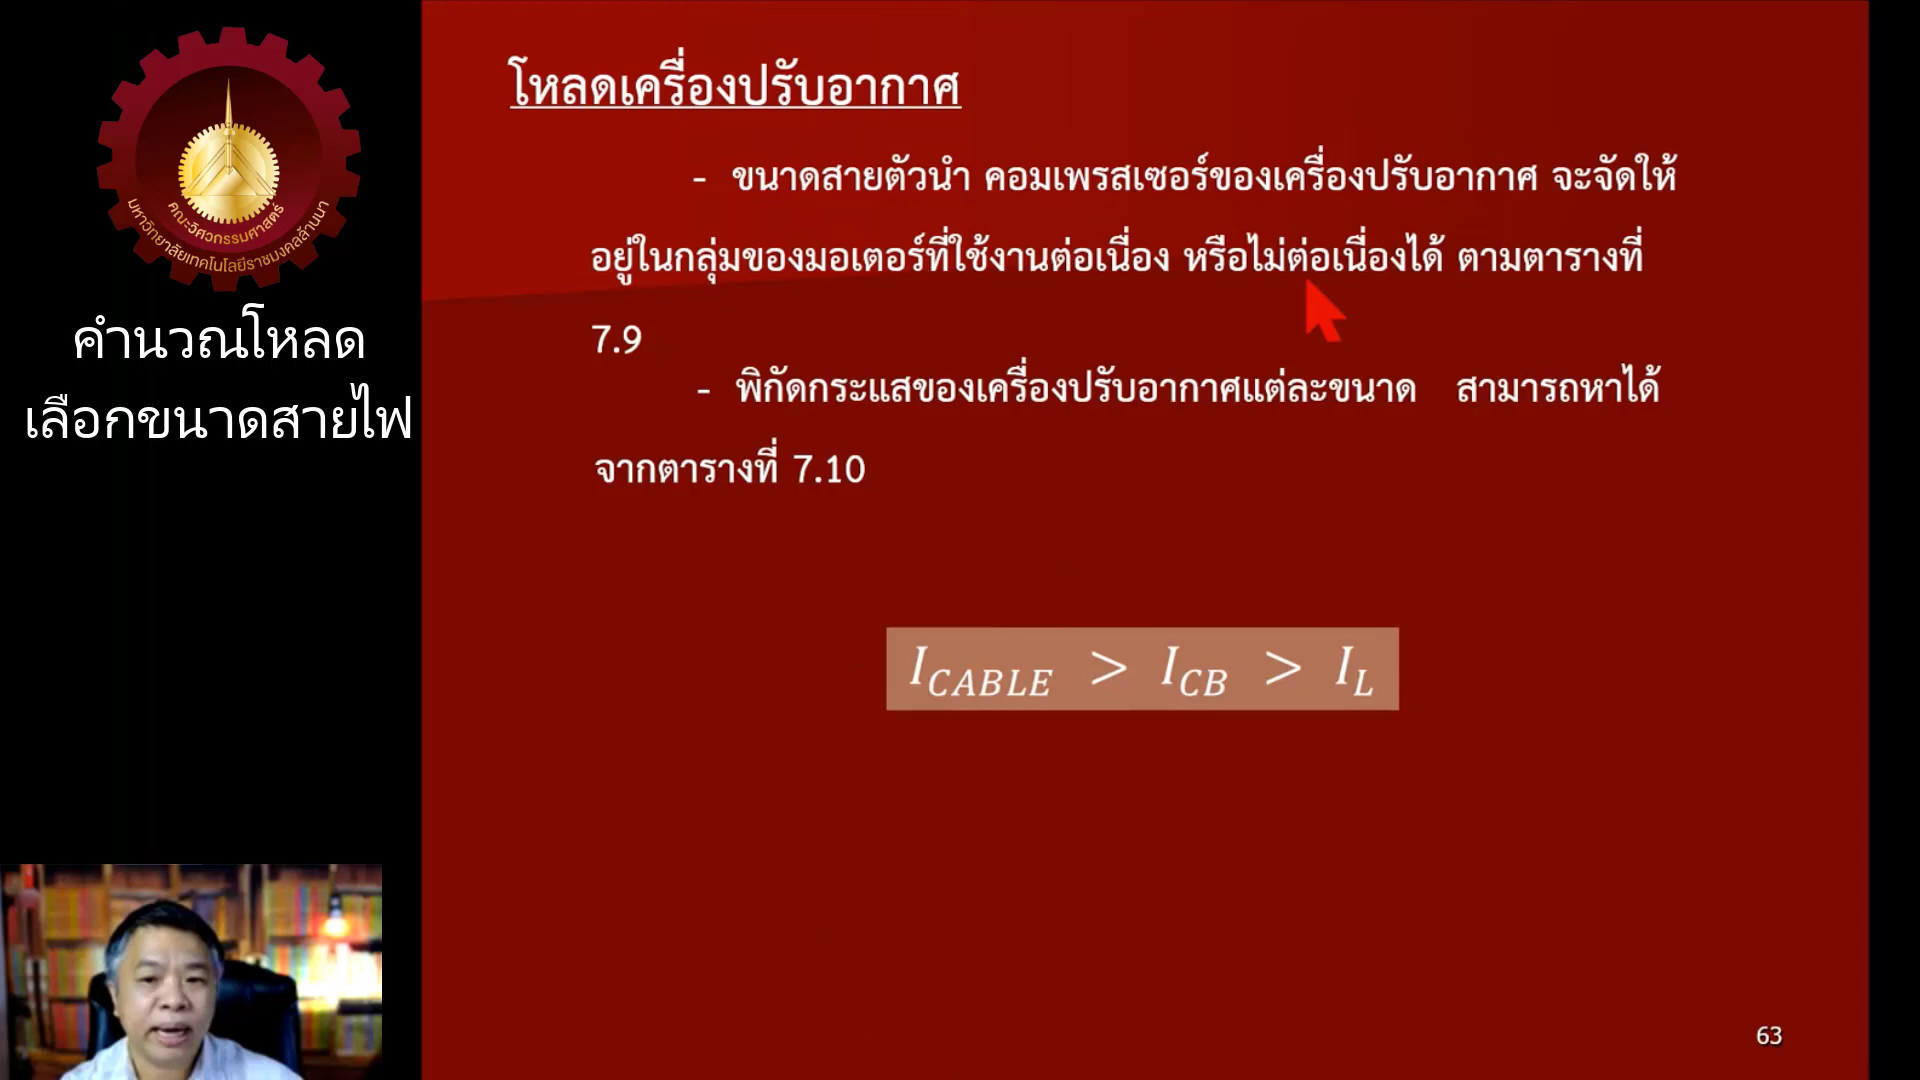 คณะวิศวกรรมศาสตร์
มหาวิทยาลัยเทคโนโลยีราชมงคลล้านนา
คำนวณโหลด
เลือกขนาดสายไฟ
โหลดเครื่องปรับอากาศ
- ขนาดสายตัวนำ คอมเพรสเซอร์ของเครื่องปรับอากาศ จะจัดให้
อยู่ในกลุ่มของมอเตอร์ที่ใช้งานต่อเนื่อง หรือไม่ต่อเนื่องได้ ตามตารางที่
7.9
- พิกัดกระแสของเครื่องปรับอากาศแต่ละขนาด สามารถหาได้
จากตารางที่ 7.10
I_CABLE > I_CB > I_L
63